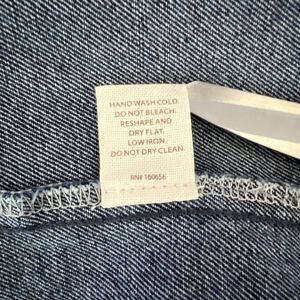 HAND WASH COLD.
DO NOT BLEACH.
RESHAPE AND
DRY FLAT.
LOW IRON.
DO NOT DRY CLEAN.
RN# 160656